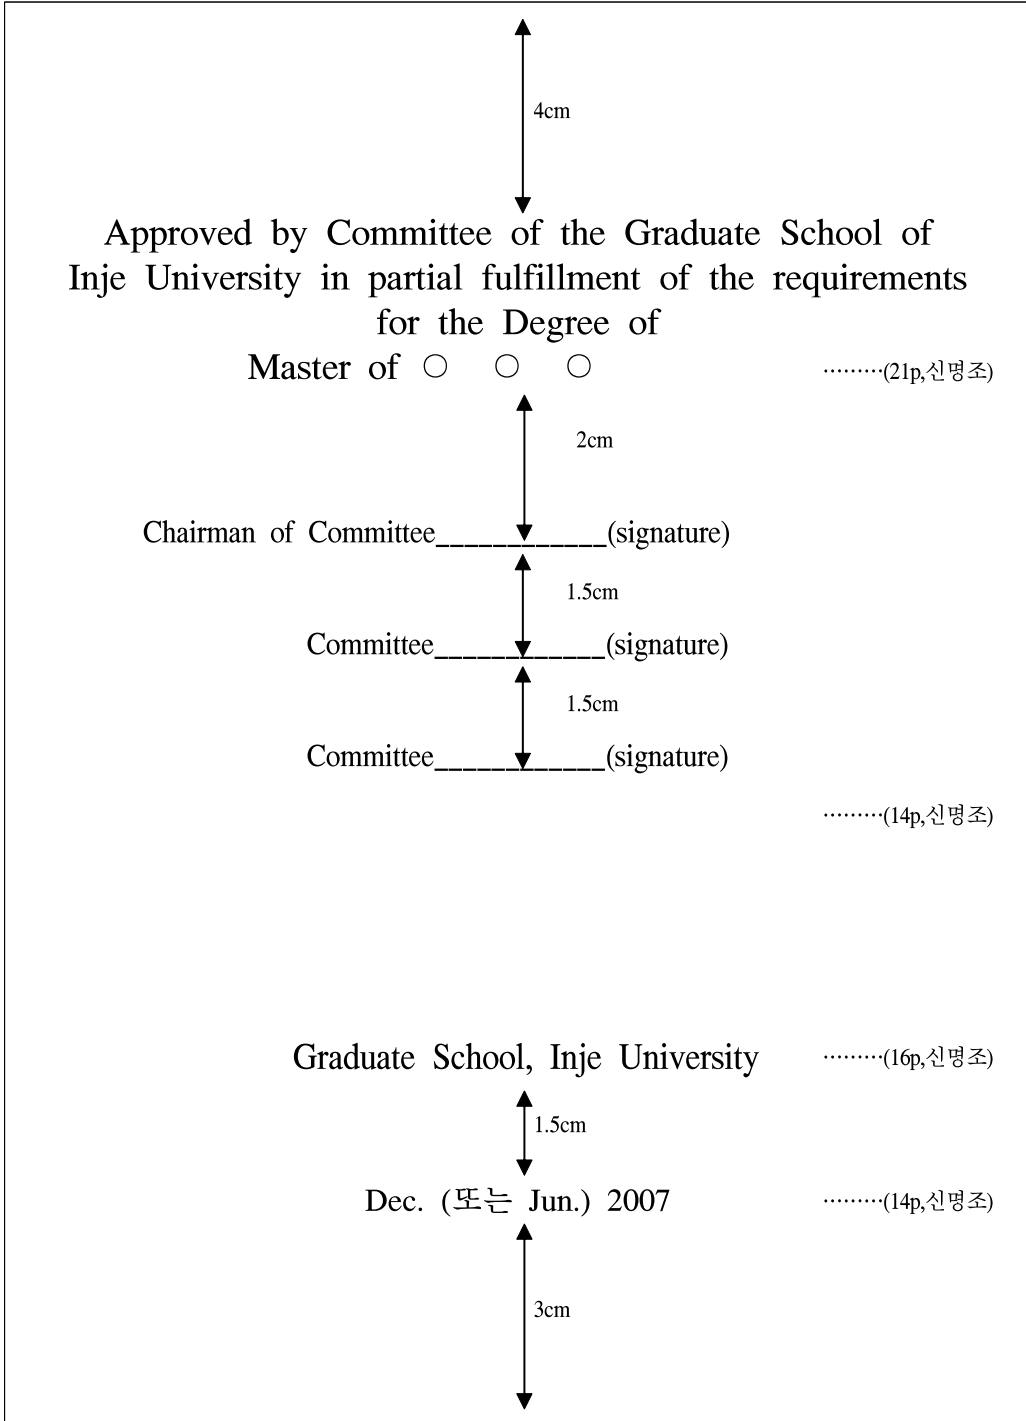 4cm
Approved by Committee of the Graduate School of
Inje University in partial fulfillment of the requirements
for the Degree of
Master of ○ ○ ○ ………(21p,신명조)
2cm
Chairman of Committee____________(signature)
1.5cm
Committee____________(signature)
1.5cm
Committee____________(signature)
………(14p,신명조)
Graduate School, Inje University ………(16p,신명조)
1.5cm
Dec. (또는 Jun.) 2007 ………(14p,신명조)
3cm